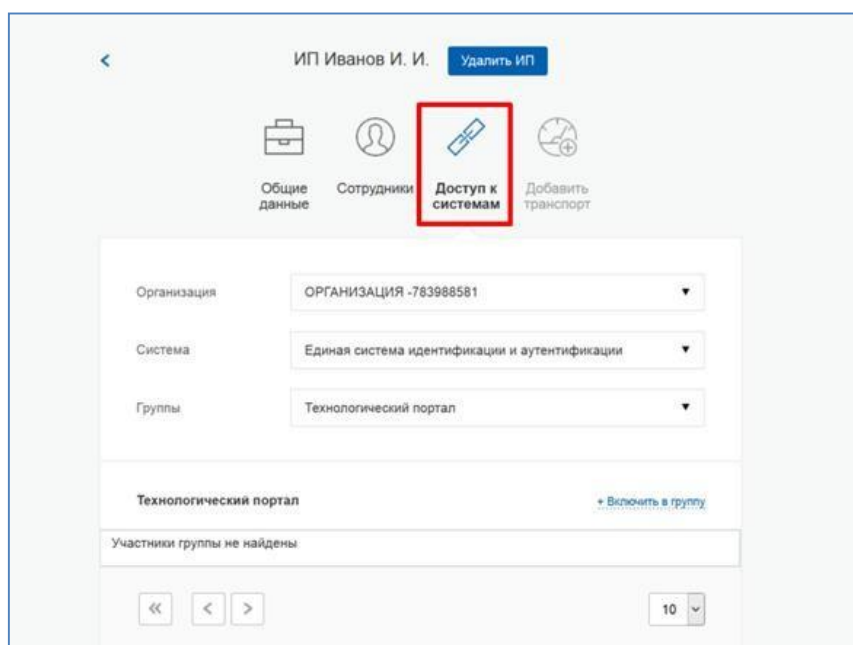 ИП Иванов И. И.
Удалить ИП
Общие данные
Сотрудники
Доступ к системам
Добавить транспорт
Организация
ОРГАНИЗАЦИЯ -783988581
Система
Единая система идентификации и аутентификации
Группы
Технологический портал
Технологический портал
+ Включить в группу
Участники группы не найдены
10